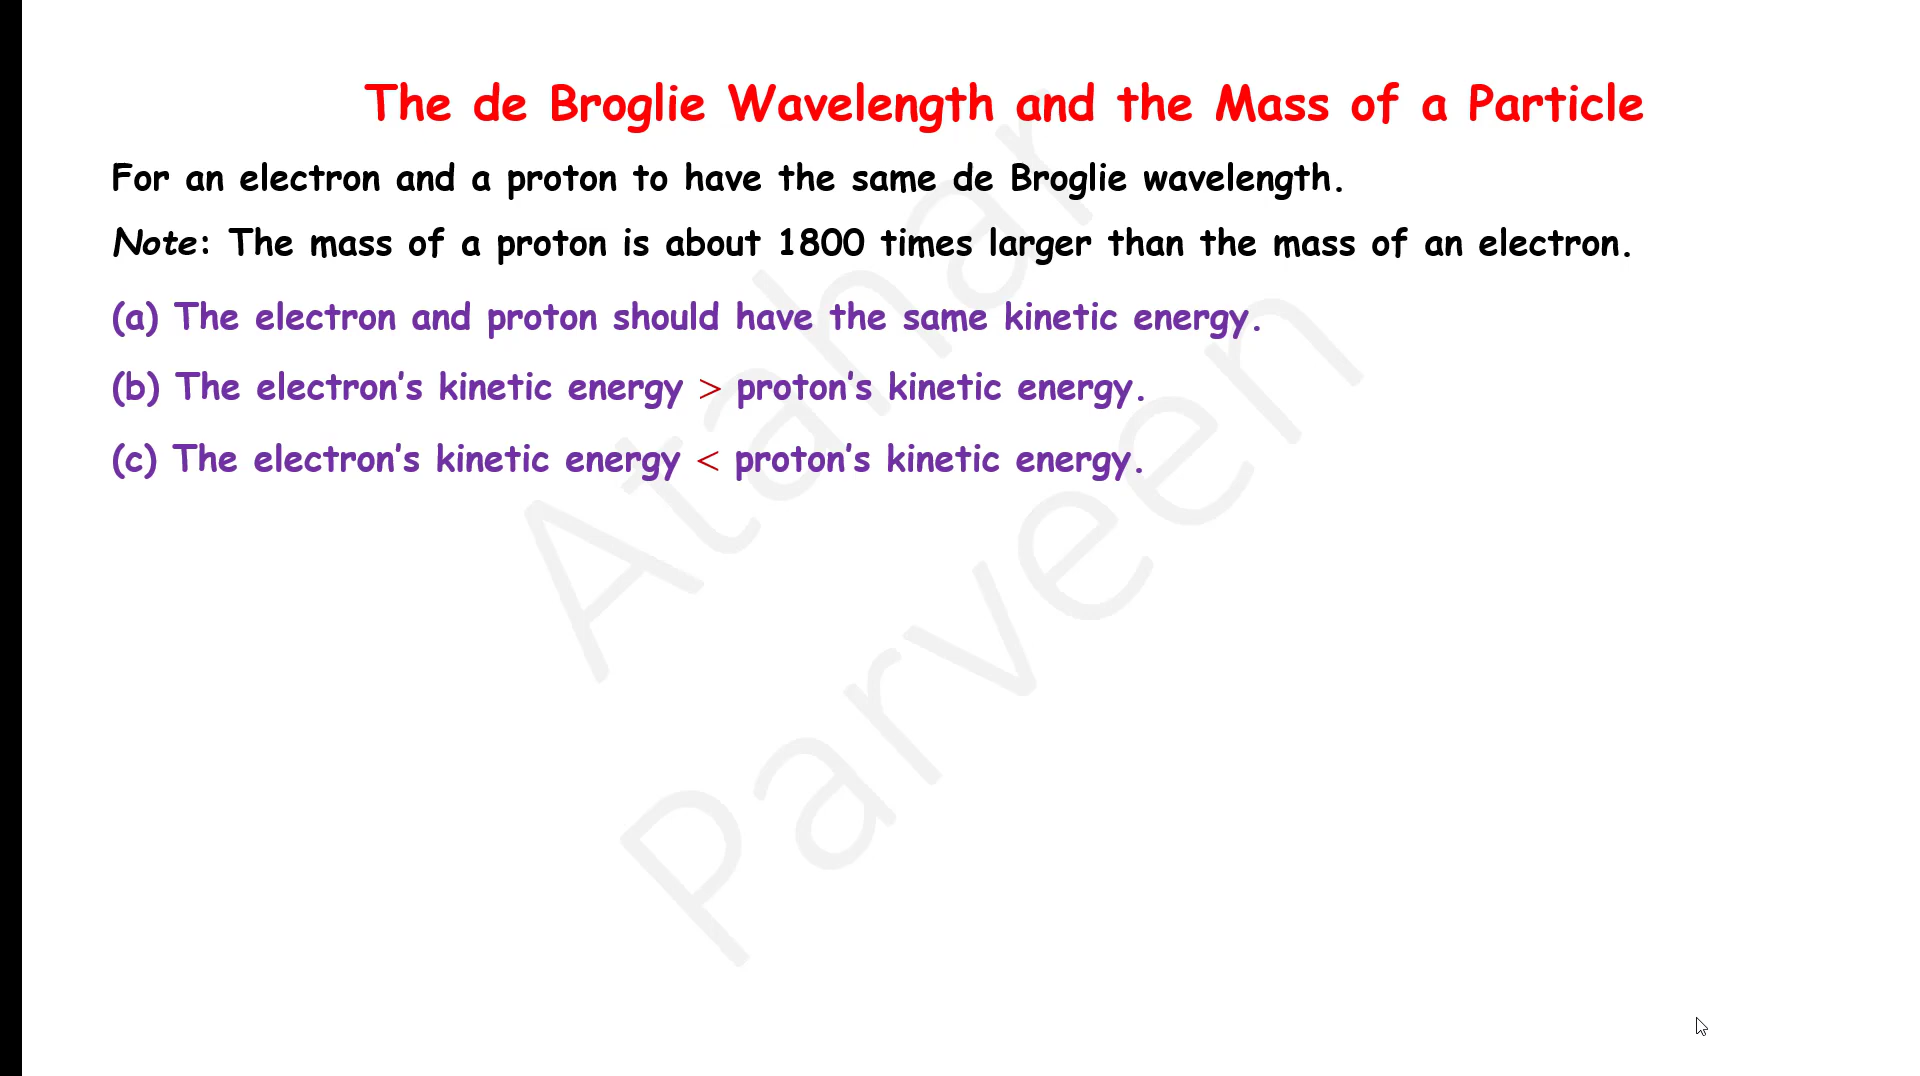 The de Broglie Wavelength and the Mass of a Particle
For an electron and a proton to have the same de Broglie wavelength.
Note: The mass of a proton is about 1800 times larger than the mass of an electron.
(a) The electron and proton should have the same kinetic energy.
(b) The electron's kinetic energy > proton's kinetic energy.
(c) The electron's kinetic energy < proton's kinetic energy.
Atahar
Parveen